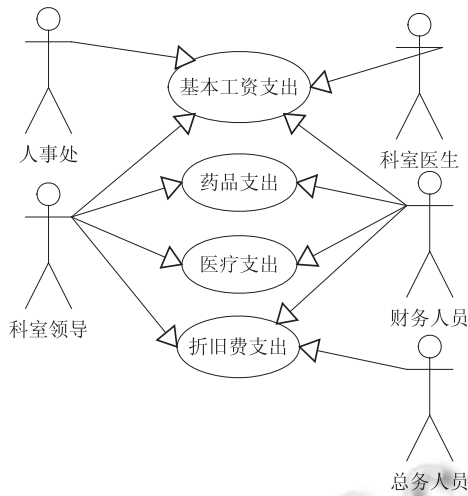 基本工资支出
人事处
科室医生
药品支出
医疗支出
科室领导
财务人员
折旧费支出
总务人员